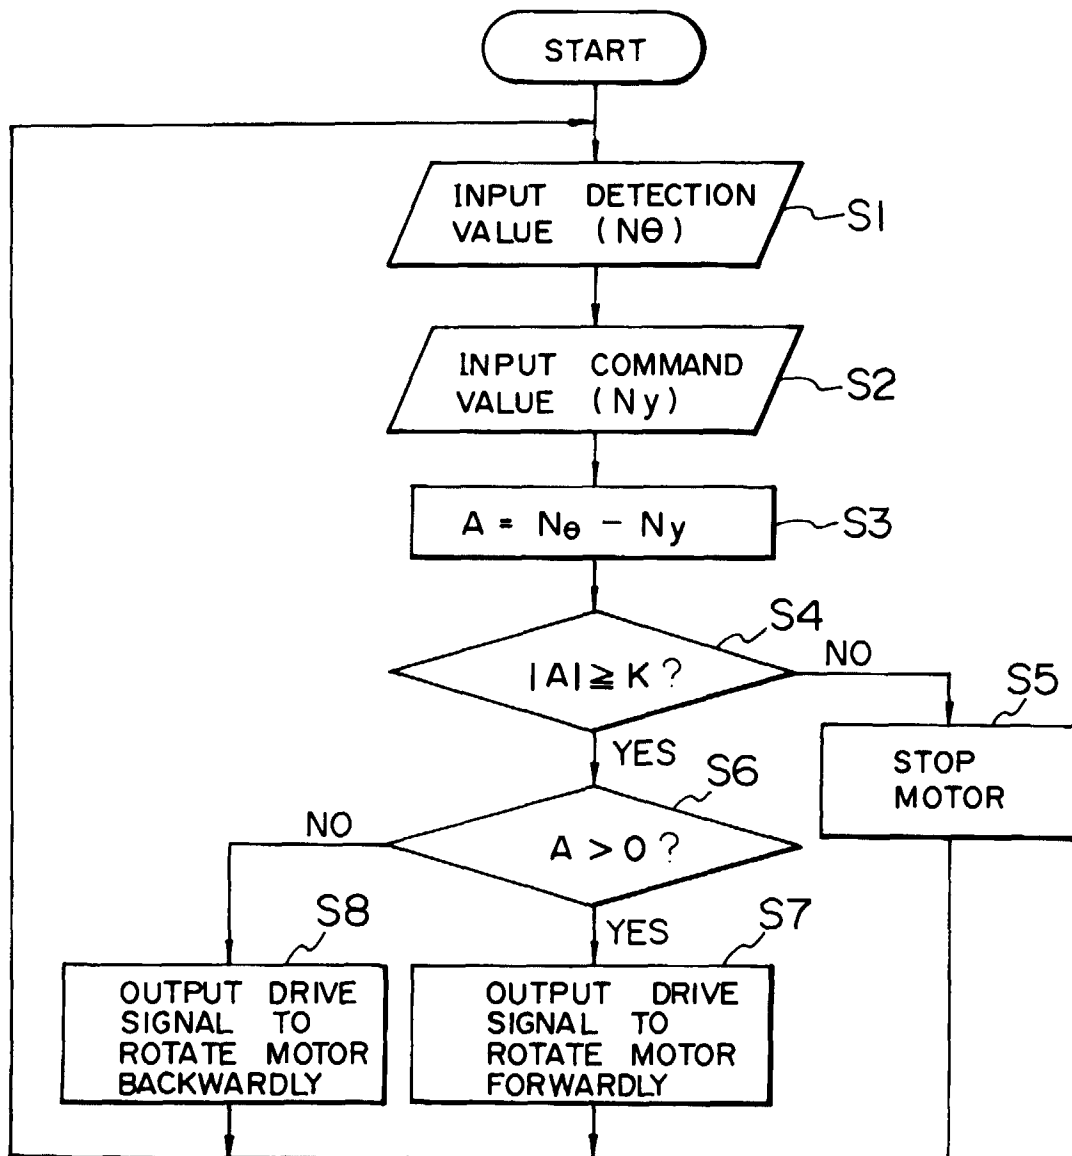 START
INPUT DETECTION
VALUE (Nθ)
S1
INPUT COMMAND
VALUE (Ny)
S2
A = Nθ - Ny
S3
S4
|A| ≧ K ?
NO
YES
S5
STOP
MOTOR
S6
A > 0 ?
NO
YES
S8
OUTPUT DRIVE
SIGNAL TO
ROTATE MOTOR
BACKWARDLY
S7
OUTPUT DRIVE
SIGNAL TO
ROTATE MOTOR
FORWARDLY